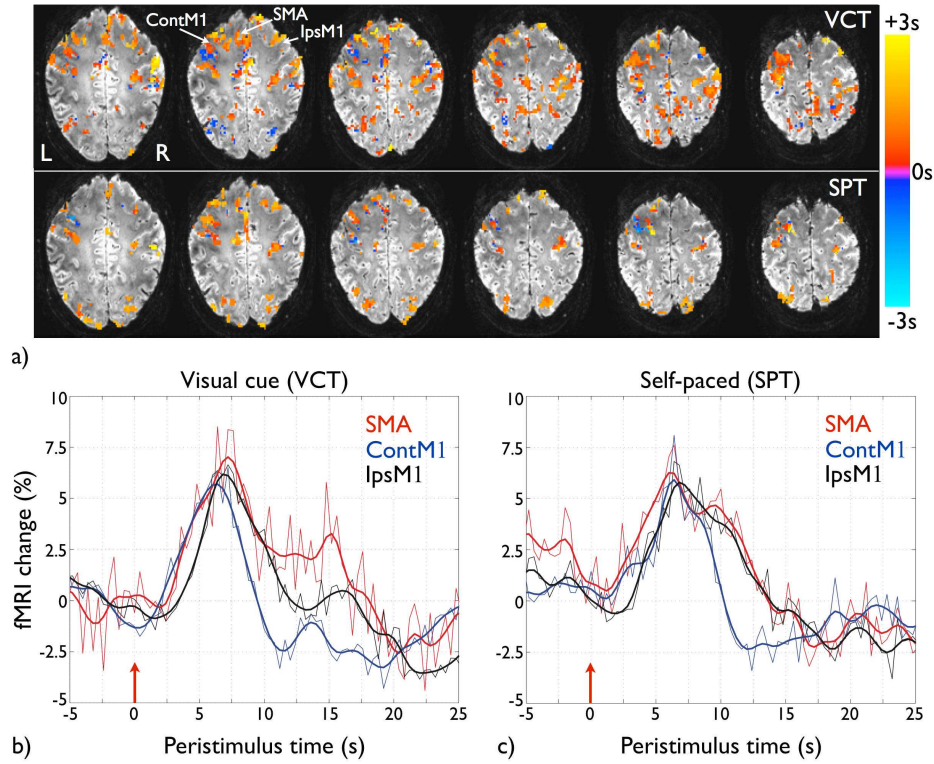 VCT
+3s
ContM1
SMA
IpsM1
L
R
0s
SPT
-3s
a)
Visual cue (VCT)
Self-paced (SPT)
10
7.5
5
2.5
0
-2.5
-5
fMRI change (%)
SMA
ContM1
IpsM1
10
7.5
5
2.5
0
-2.5
-5
SMA
ContM1
IpsM1
-5 0 5 10 15 20 25
-5 0 5 10 15 20 25
b)
Peristimulus time (s)
c)
Peristimulus time (s)